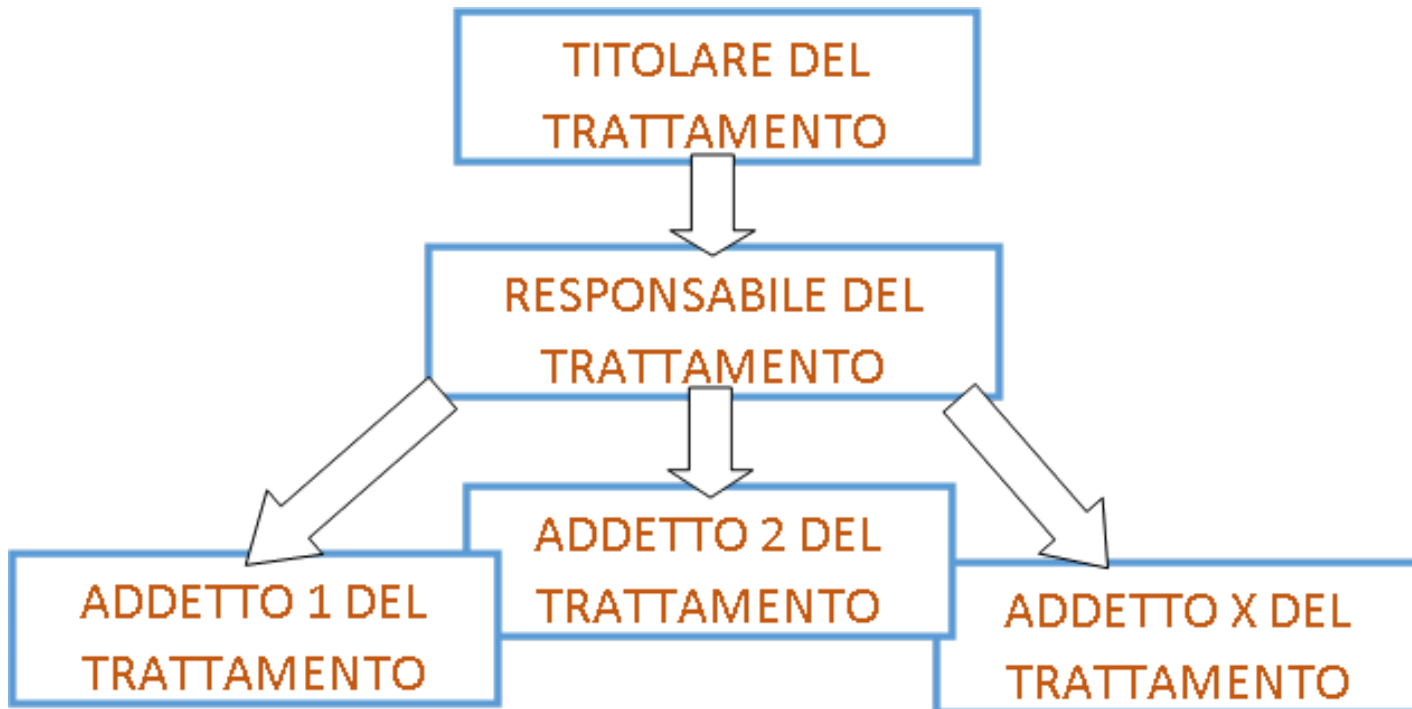 TITOLARE DEL
TRATTAMENTO
RESPONSABILE DEL
TRATTAMENTO
ADDETTO 1 DEL
TRATTAMENTO
ADDETTO 2 DEL
TRATTAMENTO
ADDETTO X DEL
TRATTAMENTO